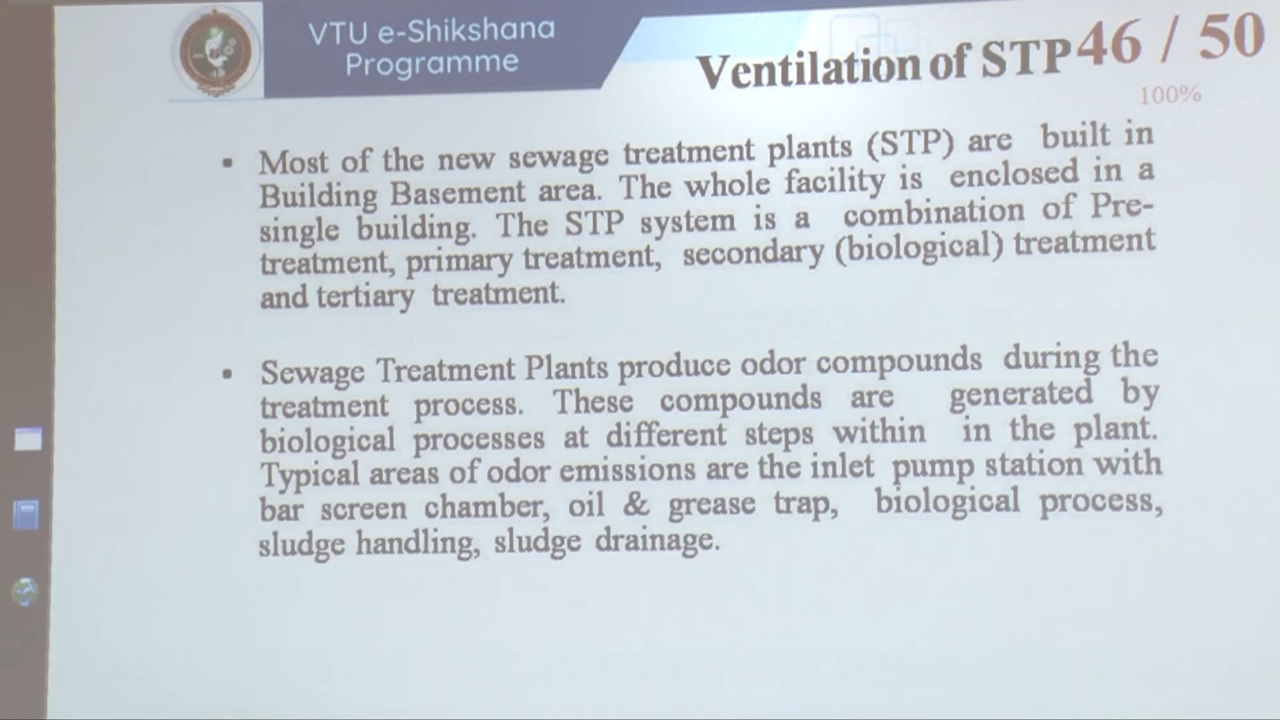 VTU e-Shikshana
Programme
Ventilation of STP
46 / 50
100%
▪ Most of the new sewage treatment plants (STP) are built in
Building Basement area. The whole facility is enclosed in a
single building. The STP system is a combination of Pre-
treatment, primary treatment, secondary (biological) treatment
and tertiary treatment.
▪ Sewage Treatment Plants produce odor compounds during the
treatment process. These compounds are generated by
biological processes at different steps within in the plant.
Typical areas of odor emissions are the inlet pump station with
bar screen chamber, oil & grease trap, biological process,
sludge handling, sludge drainage.